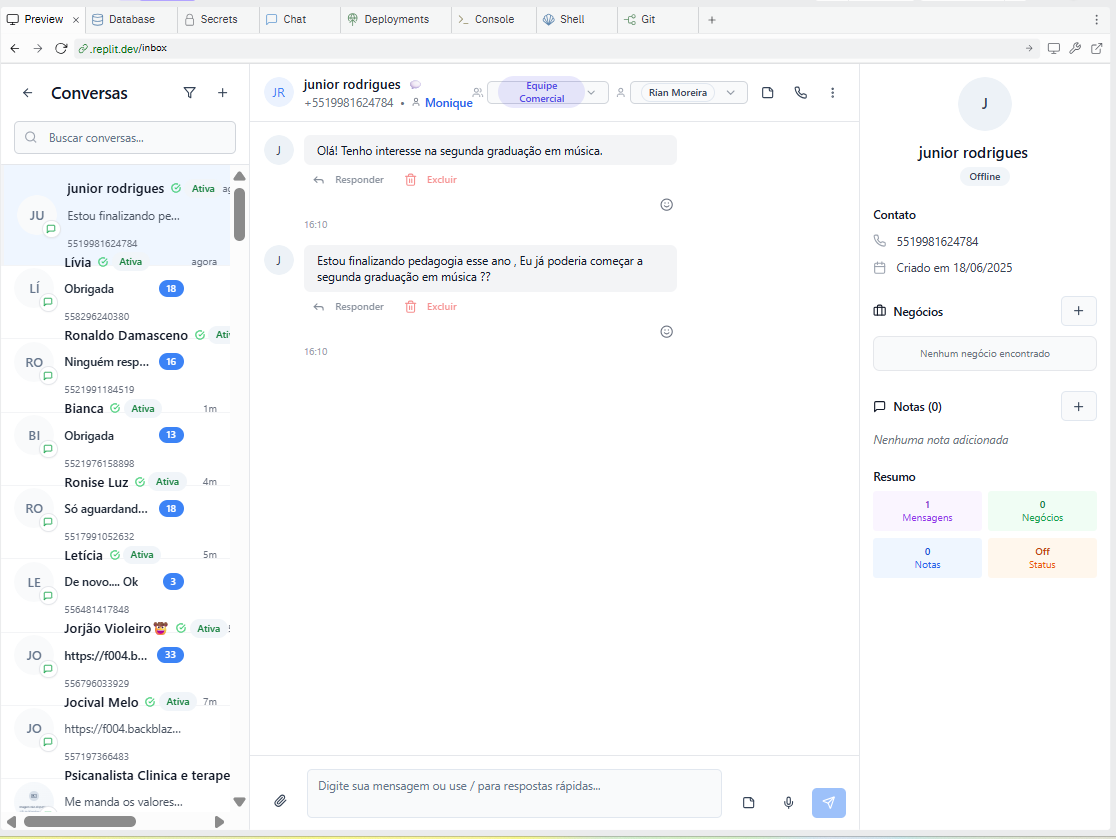 Preview
Database
Secrets
Chat
Deployments
Console
Shell
Git
.replit.dev/inbox
Conversas
Buscar conversas...
JU
junior rodrigues
Ativa
ag
Estou finalizando pe...
5519981624784
LÍ
Lívia
Ativa
agora
Obrigada
18
558296240380
RO
Ronaldo Damasceno
Ati
Ninguém resp...
16
5521991184519
BI
Bianca
Ativa
1m
Obrigada
13
5521976158898
RO
Ronise Luz
Ativa
4m
Só aguardand...
18
5517991052632
LE
Letícia
Ativa
5m
De novo.... Ok
3
556481417848
JO
Jorjão Violeiro
Ativa
https://f004.b...
33
556796033929
JO
Jocival Melo
Ativa
7m
https://f004.backblaz...
557197366483
Psicanalista Clinica e terape
Me manda os valores...
JR
junior rodrigues
+5519981624784 • Monique
Equipe
Comercial
Rian Moreira
J
Olá! Tenho interesse na segunda graduação em música.
Responder
Excluir
16:10
J
Estou finalizando pedagogia esse ano , Eu já poderia começar a
segunda graduação em música ??
Responder
Excluir
16:10
Digite sua mensagem ou use / para respostas rápidas...
J
junior rodrigues
Offline
Contato
5519981624784
Criado em 18/06/2025
Negócios
Nenhum negócio encontrado
Notas (0)
Nenhuma nota adicionada
Resumo
1
Mensagens
0
Negócios
0
Notas
Off
Status